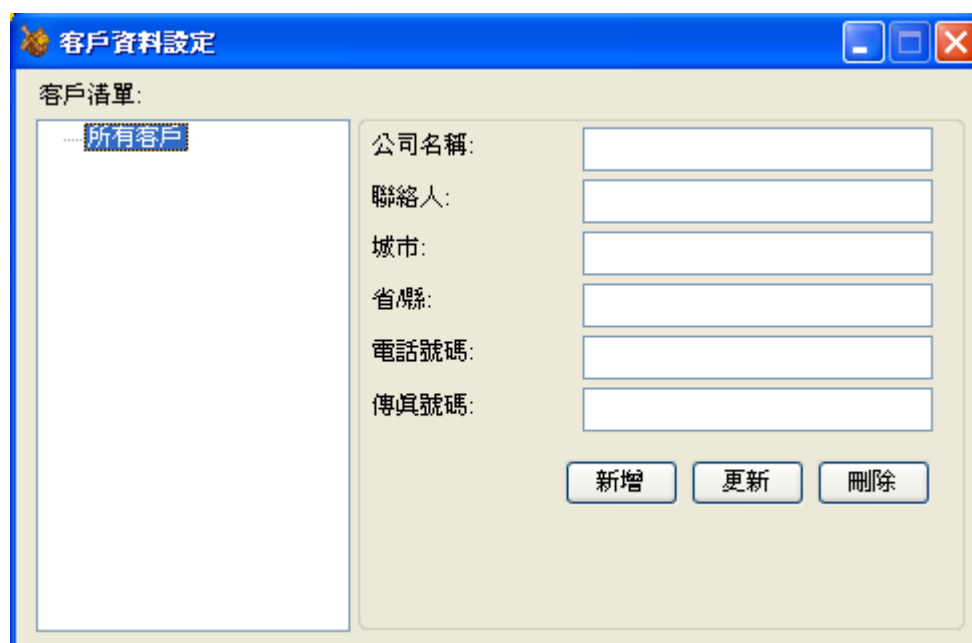 客戶資料設定
客戶清單:
所有客戶
公司名稱:
聯絡人:
城市:
省/縣:
電話號碼:
傳真號碼:
新增 更新 刪除